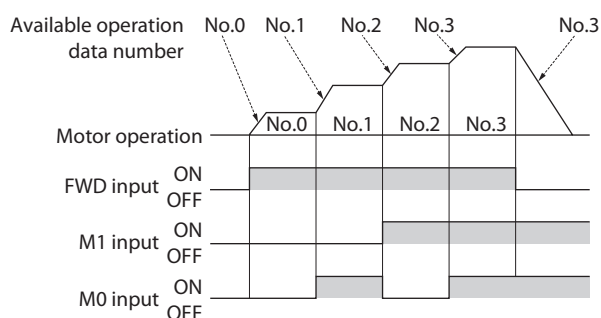 Available operation data number
No.0 No.1 No.2 No.3 No.3
No.0 No.1 No.2 No.3
Motor operation
FWD input ON
OFF
M1 input ON
OFF
M0 input ON
OFF